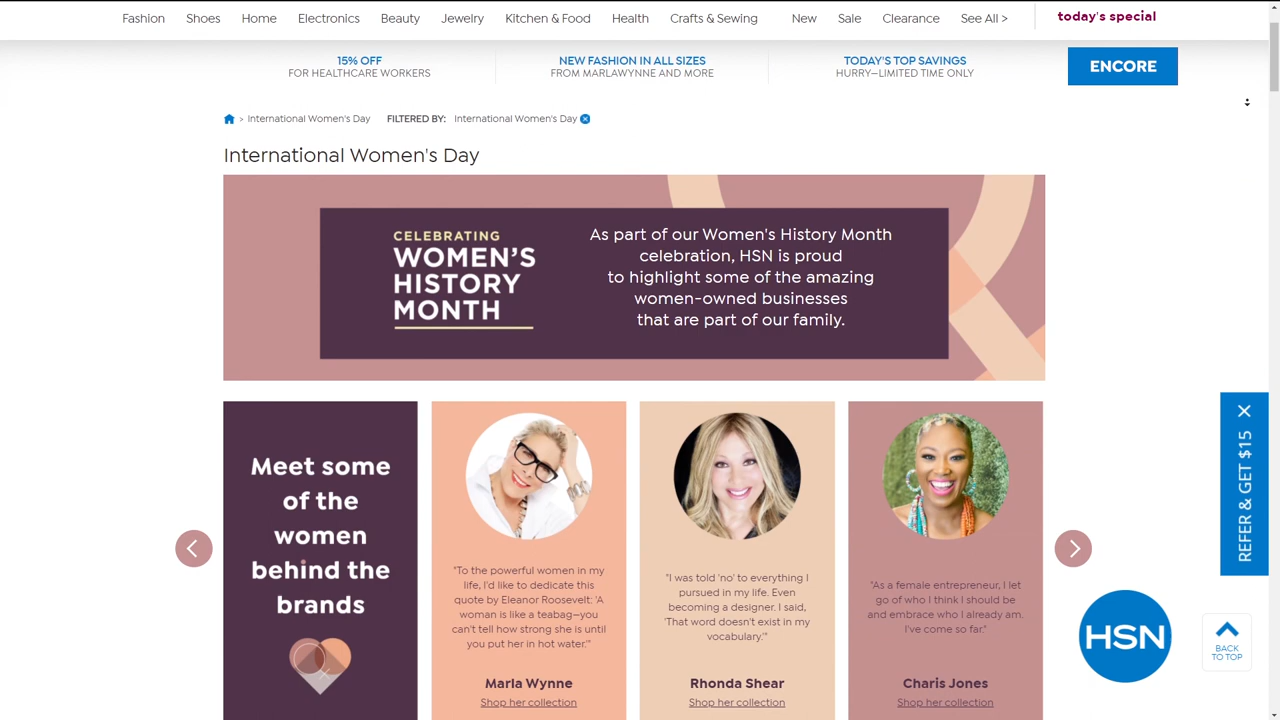 Fashion Shoes Home Electronics Beauty Jewelry Kitchen & Food Health Crafts & Sewing New Sale Clearance See All > today's special
15% OFF
FOR HEALTHCARE WORKERS
NEW FASHION IN ALL SIZES
FROM MARLAWYNNE AND MORE
TODAY'S TOP SAVINGS
HURRY—LIMITED TIME ONLY
ENCORE
> International Women's Day FILTERED BY: International Women's Day
International Women's Day
CELEBRATING
WOMEN'S
HISTORY
MONTH
As part of our Women's History Month
celebration, HSN is proud
to highlight some of the amazing
women-owned businesses
that are part of our family.
Meet some
of the
women
behind the
brands
"To the powerful women in my
life, I'd like to dedicate this
quote by Eleanor Roosevelt: 'A
woman is like a teabag—you
can't tell how strong she is until
you put her in hot water.'"
Marla Wynne
Shop her collection
"I was told 'no' to everything I
pursued in my life. Even
becoming a designer. I said,
'That word doesn't exist in my
vocabulary.'"
Rhonda Shear
Shop her collection
"As a female entrepreneur, I let
go of who I think I should be
and embrace who I already am.
I've come so far."
Charis Jones
Shop her collection
REFER & GET $15
HSN
BACK
TO TOP